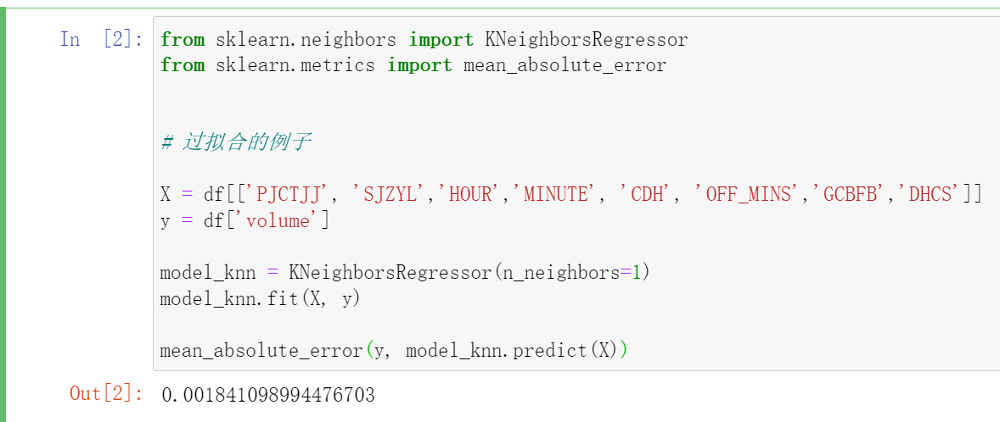 In [2]: from sklearn.neighbors import KNeighborsRegressor
from sklearn.metrics import mean_absolute_error
# 过拟合的例子
X = df[['PJCTJJ', 'SJZYL','HOUR','MINUTE', 'CDH', 'OFF_MINS','GCBFB','DHCS']]
y = df['volume']
model_knn = KNeighborsRegressor(n_neighbors=1)
model_knn.fit(X, y)
mean_absolute_error(y, model_knn.predict(X))
Out[2]: 0.001841098994476703